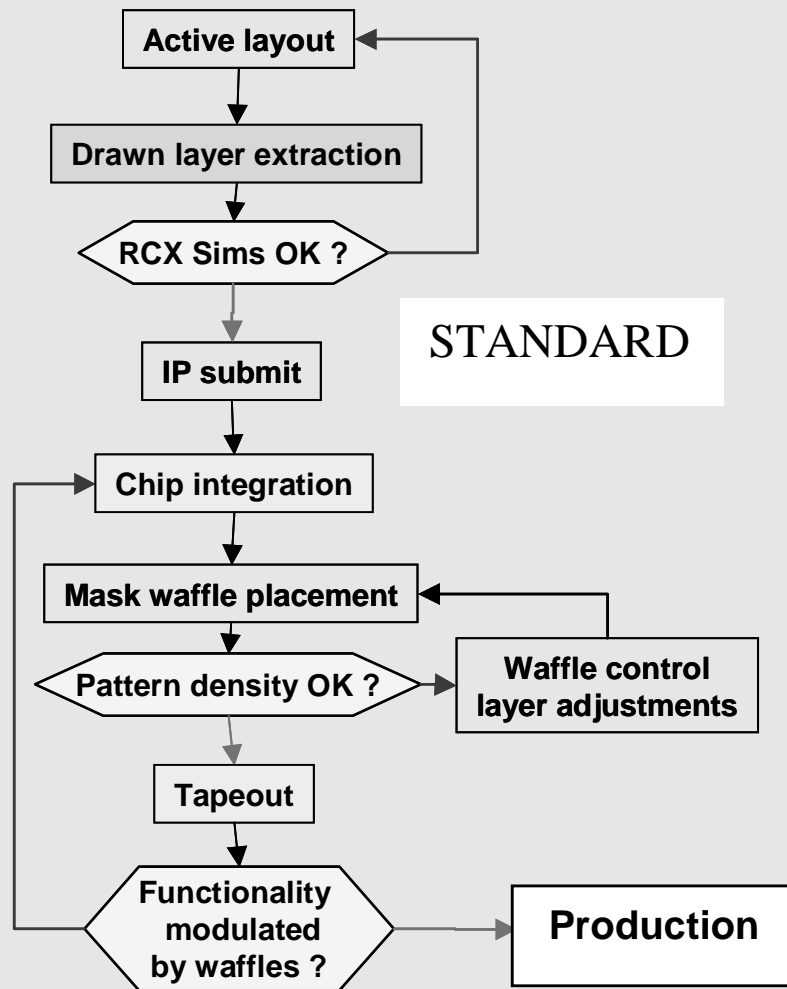 Active layout
Drawn layer extraction
RCX Sims OK ?
STANDARD
IP submit
Chip integration
Mask waffle placement
Pattern density OK ?
Waffle control
layer adjustments
Tapeout
Functionality
modulated
by waffles ?
Production